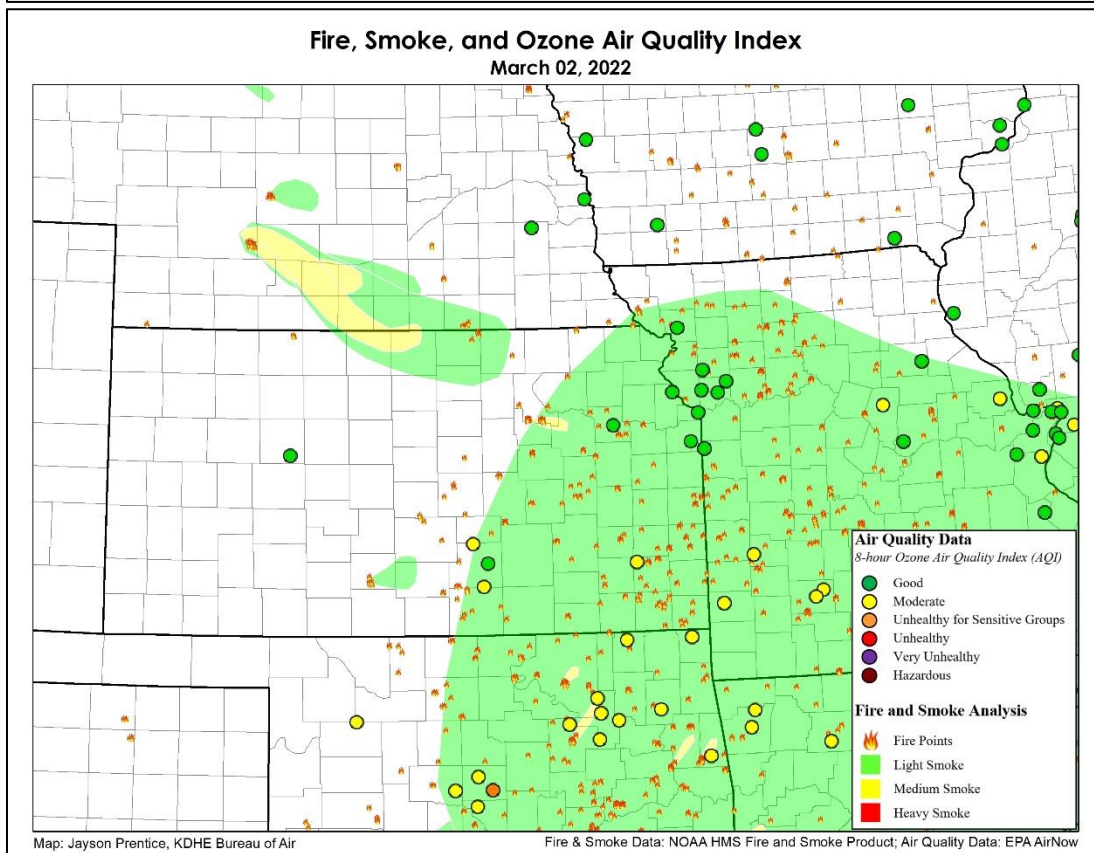 Fire, Smoke, and Ozone Air Quality Index
March 02, 2022
Air Quality Data
8-hour Ozone Air Quality Index (AQI)
Good
Moderate
Unhealthy for Sensitive Groups
Unhealthy
Very Unhealthy
Hazardous
Fire and Smoke Analysis
Fire Points
Light Smoke
Medium Smoke
Heavy Smoke
Map: Jayson Prentice, KDHE Bureau of Air
Fire & Smoke Data: NOAA HMS Fire and Smoke Product; Air Quality Data: EPA AirNow